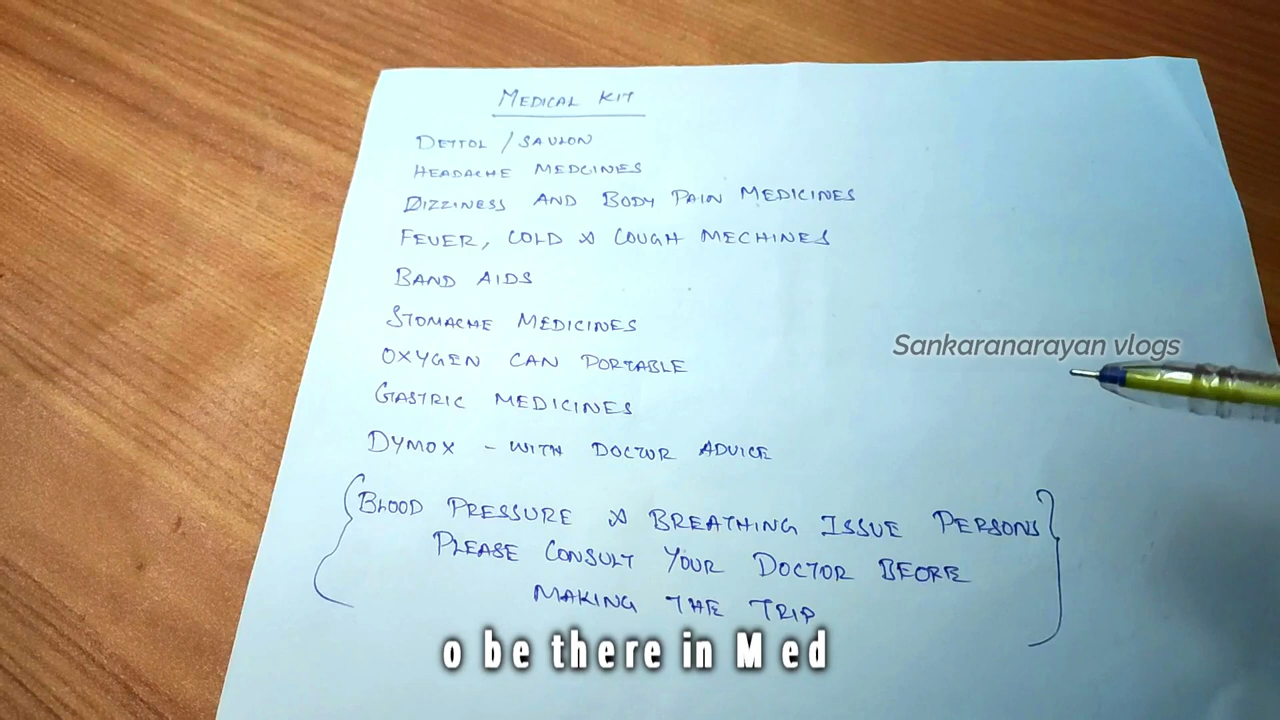 MEDICAL KIT
DETTOL / SAVLON
HEADACHE MEDCINES
DIZZINESS AND BODY PAIN MEDICINES
FEVER, COLD & COUGH MECHINES
BAND AIDS
STOMACHE MEDICINES
OXYGEN CAN PORTABLE
Sankaranarayan vlogs
GASTRIC MEDICINES
DYMOX - WITH DOCTOR ADVICE
{BLOOD PRESSURE & BREATHING ISSUE PERSONS}
PLEASE CONSULT YOUR DOCTOR BEFORE
MAKING THE TRIP
o be there in Med